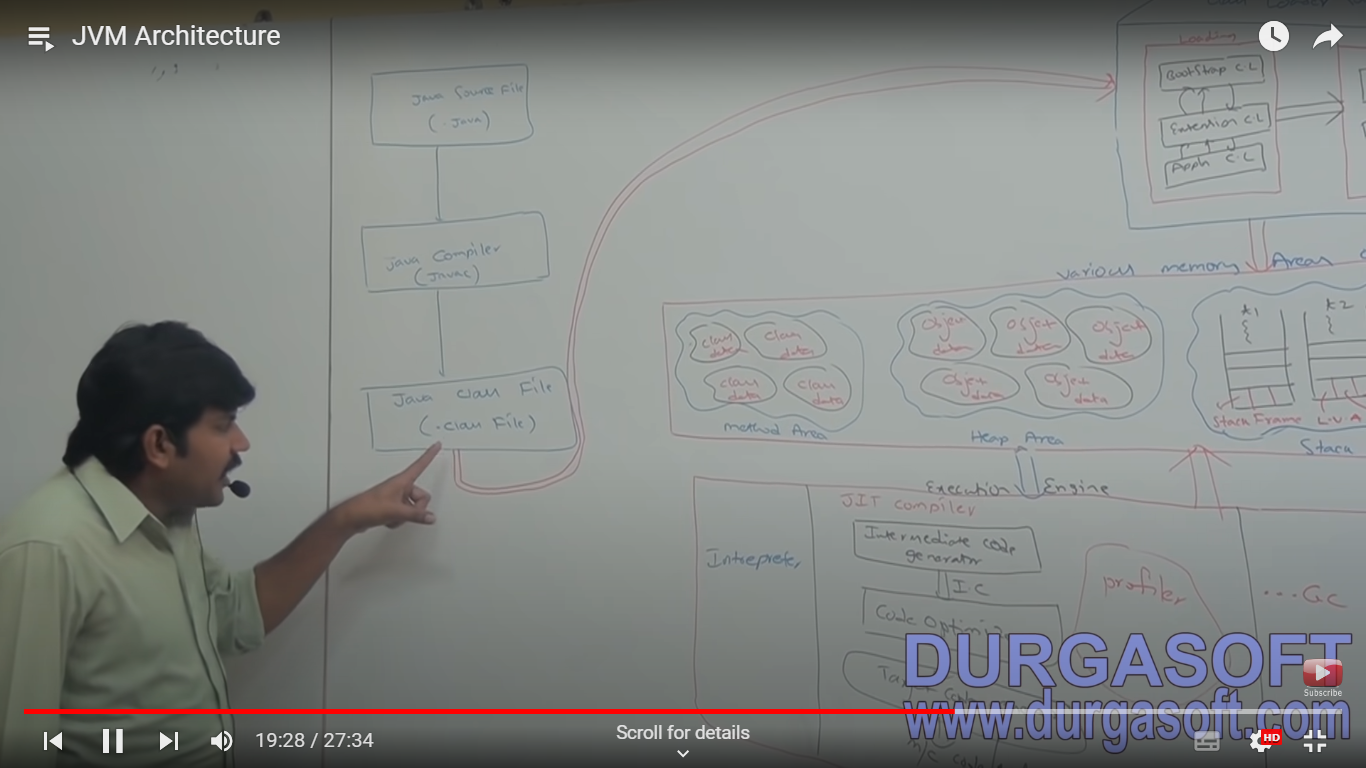 JVM Architecture
Java Source File
(.Java)
Java Compiler
(Javac)
Java Class File
(.class File)
Loading
BootStrap C.L
Extention C.L
Appln C.L
various memory Areas
class
data
class
data
class
data
class
data
method Area
Object
data
Object
data
Object
data
Object
data
Object
data
Heap Area
t1
t2
Stack Frame
L.V.A
Stack
Execution Engine
Intrepreter
JIT compiler
Intermediate code
generator
IC
Code Optimizer
profiler
...GC
DURGASOFT
www.durgasoft.com
Subscribe
19:28 / 27:34
Scroll for details
HD